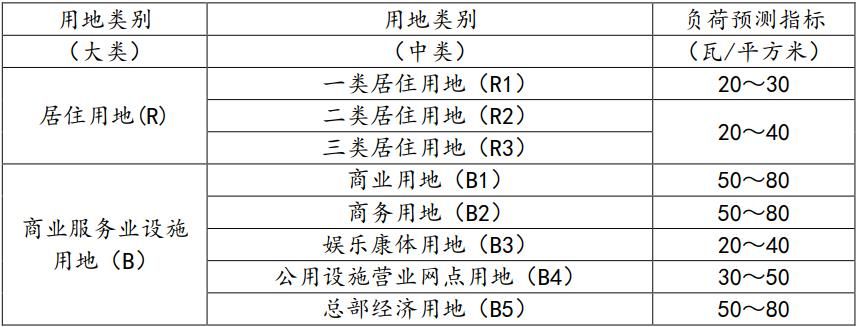 用地类别 用地类别 负荷预测指标
（大类） （中类） （瓦/平方米）
居住用地(R) 一类居住用地（R1） 20～30
二类居住用地（R2） 20～40
三类居住用地（R3）
商业服务业设施
用地（B） 商业用地（B1） 50～80
商务用地（B2） 50～80
娱乐康体用地（B3） 20～40
公用设施营业网点用地（B4） 30～50
总部经济用地（B5） 50～80